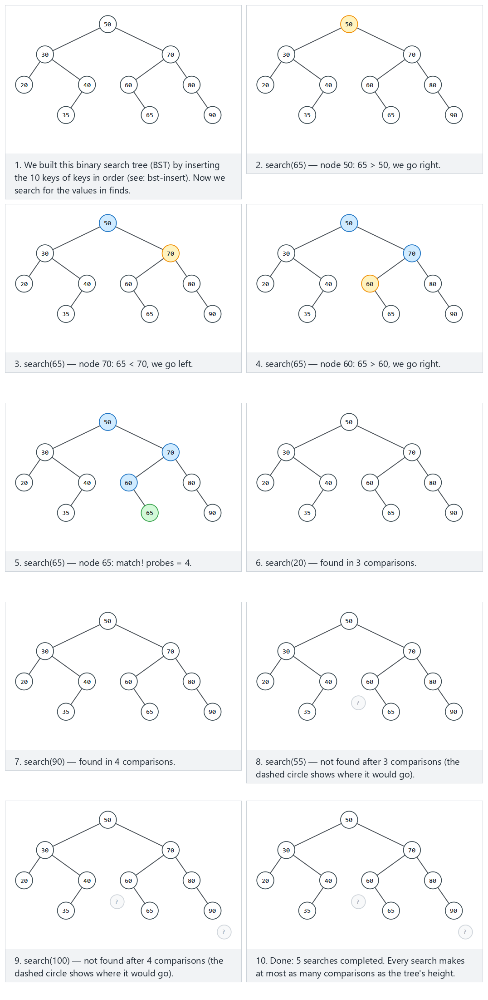 50
30 70
20 40 60 80
35 65 90
1. We built this binary search tree (BST) by inserting
the 10 keys of keys in order (see: bst-insert). Now we
search for the values in finds.
50
30 70
20 40 60 80
35 65 90
2. search(65) — node 50: 65 > 50, we go right.
50
30 70
20 40 60 80
35 65 90
3. search(65) — node 70: 65 < 70, we go left.
50
30 70
20 40 60 80
35 65 90
4. search(65) — node 60: 65 > 60, we go right.
50
30 70
20 40 60 80
35 65 90
5. search(65) — node 65: match! probes = 4.
50
30 70
20 40 60 80
35 65 90
6. search(20) — found in 3 comparisons.
50
30 70
20 40 60 80
35 65 90
7. search(90) — found in 4 comparisons.
50
30 70
20 40 60 80
?
35 65 90
8. search(55) — not found after 3 comparisons (the
dashed circle shows where it would go).
50
30 70
20 40 60 80
?
35 65 90
?
9. search(100) — not found after 4 comparisons (the
dashed circle shows where it would go).
50
30 70
20 40 60 80
?
35 65 90
?
10. Done: 5 searches completed. Every search makes
at most as many comparisons as the tree's height.